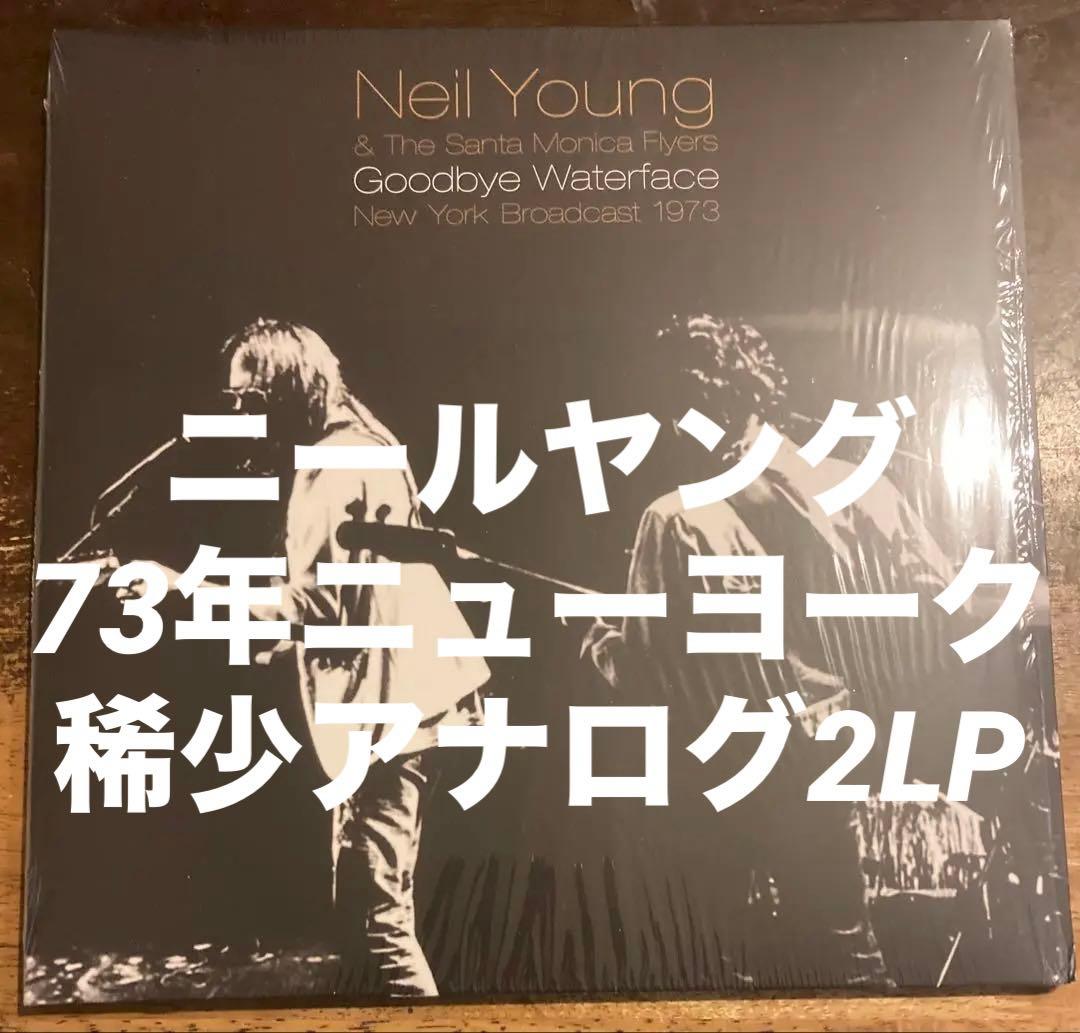 Neil Young
& The Santa Monica Flyers
Goodbye Waterface
New York Broadcast 1973
ニールヤング
73年ニューヨーク
稀少アナログ2LP